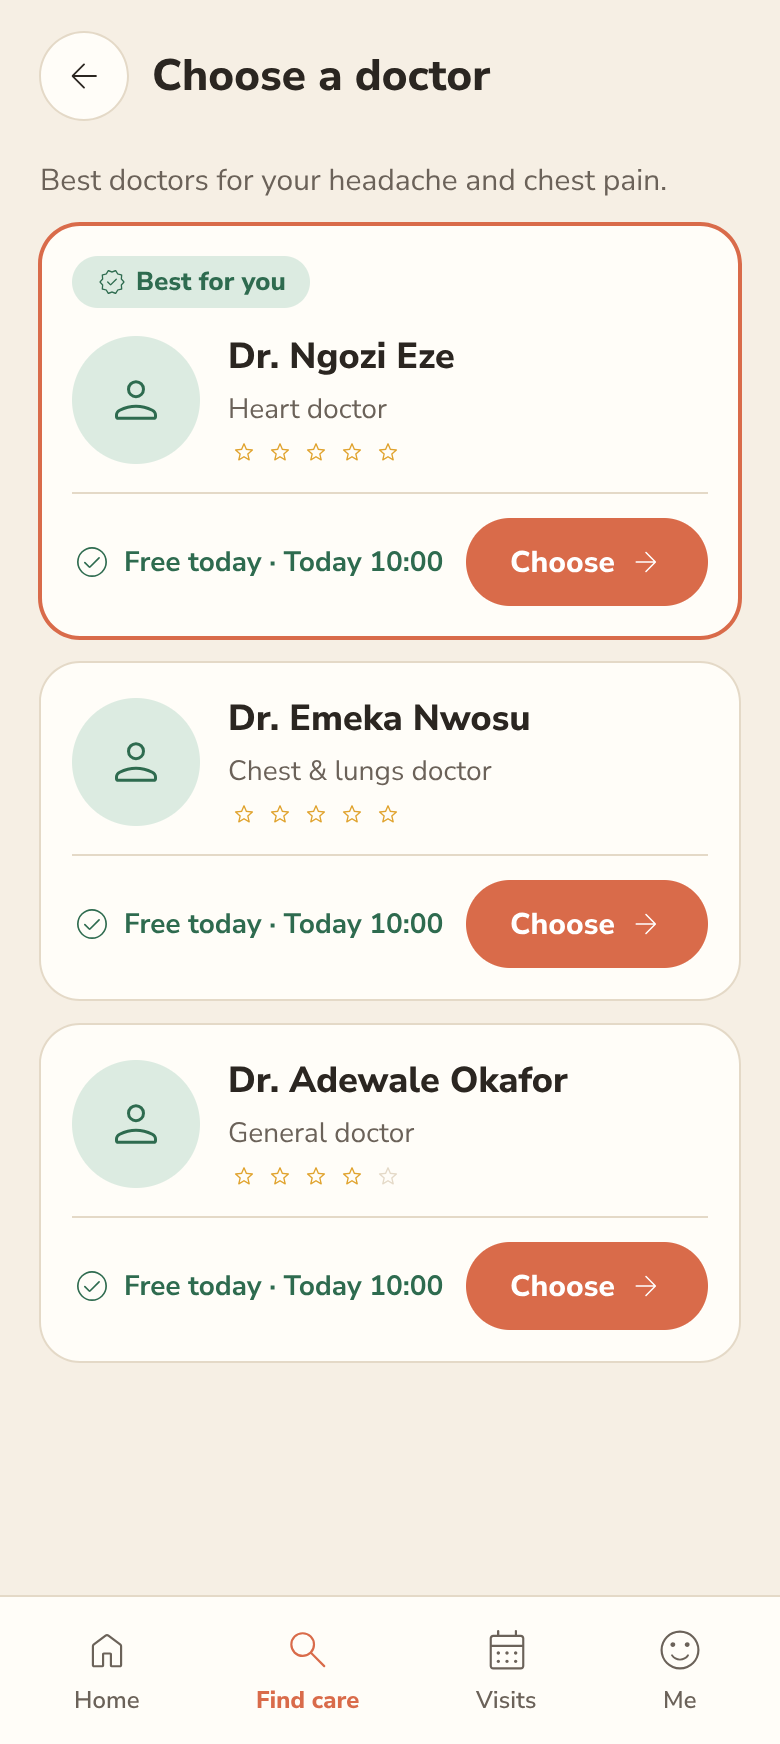 Choose a doctor
Best doctors for your headache and chest pain.
Best for you
Dr. Ngozi Eze
Heart doctor
Free today · Today 10:00
Choose
Dr. Emeka Nwosu
Chest & lungs doctor
Free today · Today 10:00
Choose
Dr. Adewale Okafor
General doctor
Free today · Today 10:00
Choose
Home
Find care
Visits
Me